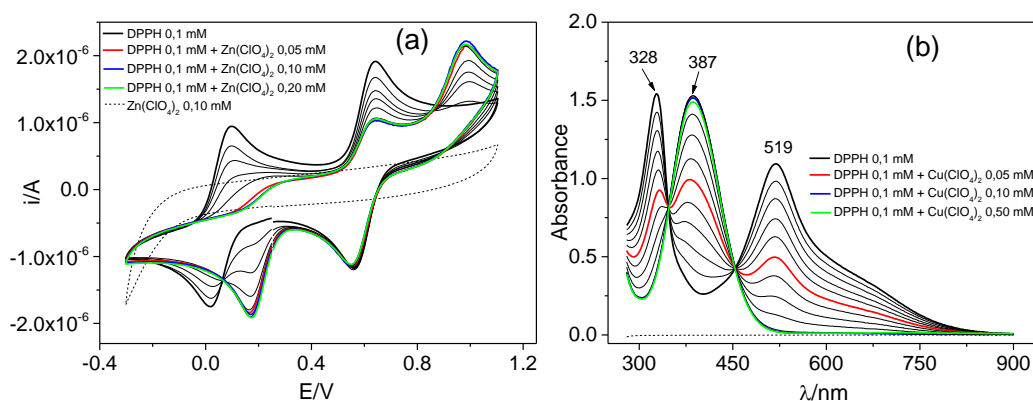 (a)
DPPH 0,1 mM
DPPH 0,1 mM + Zn(ClO₄)₂ 0,05 mM
DPPH 0,1 mM + Zn(ClO₄)₂ 0,10 mM
DPPH 0,1 mM + Zn(ClO₄)₂ 0,20 mM
Zn(ClO₄)₂ 0,10 mM
2.0x10⁻⁶
1.0x10⁻⁶
0.0
-1.0x10⁻⁶
-2.0x10⁻⁶
i/A
-0.4
0.0
0.4
0.8
1.2
E/V
(b)
328
387
519
DPPH 0,1 mM
DPPH 0,1 mM + Cu(ClO₄)₂ 0,05 mM
DPPH 0,1 mM + Cu(ClO₄)₂ 0,10 mM
DPPH 0,1 mM + Cu(ClO₄)₂ 0,50 mM
2.0
1.5
1.0
0.5
0.0
Absorbance
300
450
600
750
900
λ/nm